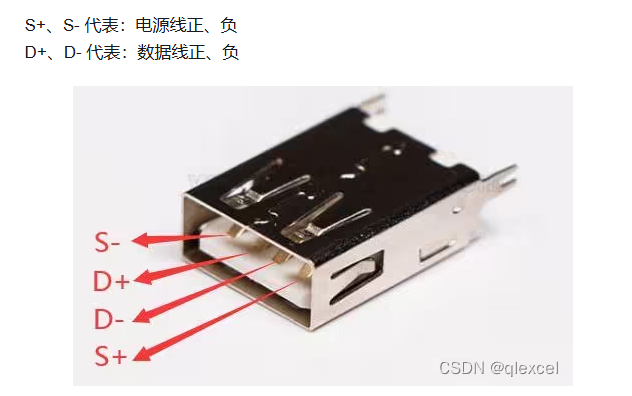 S+、S- 代表：电源线正、负
D+、D- 代表：数据线正、负
S-
D+
D-
S+
CSDN @qlexcel